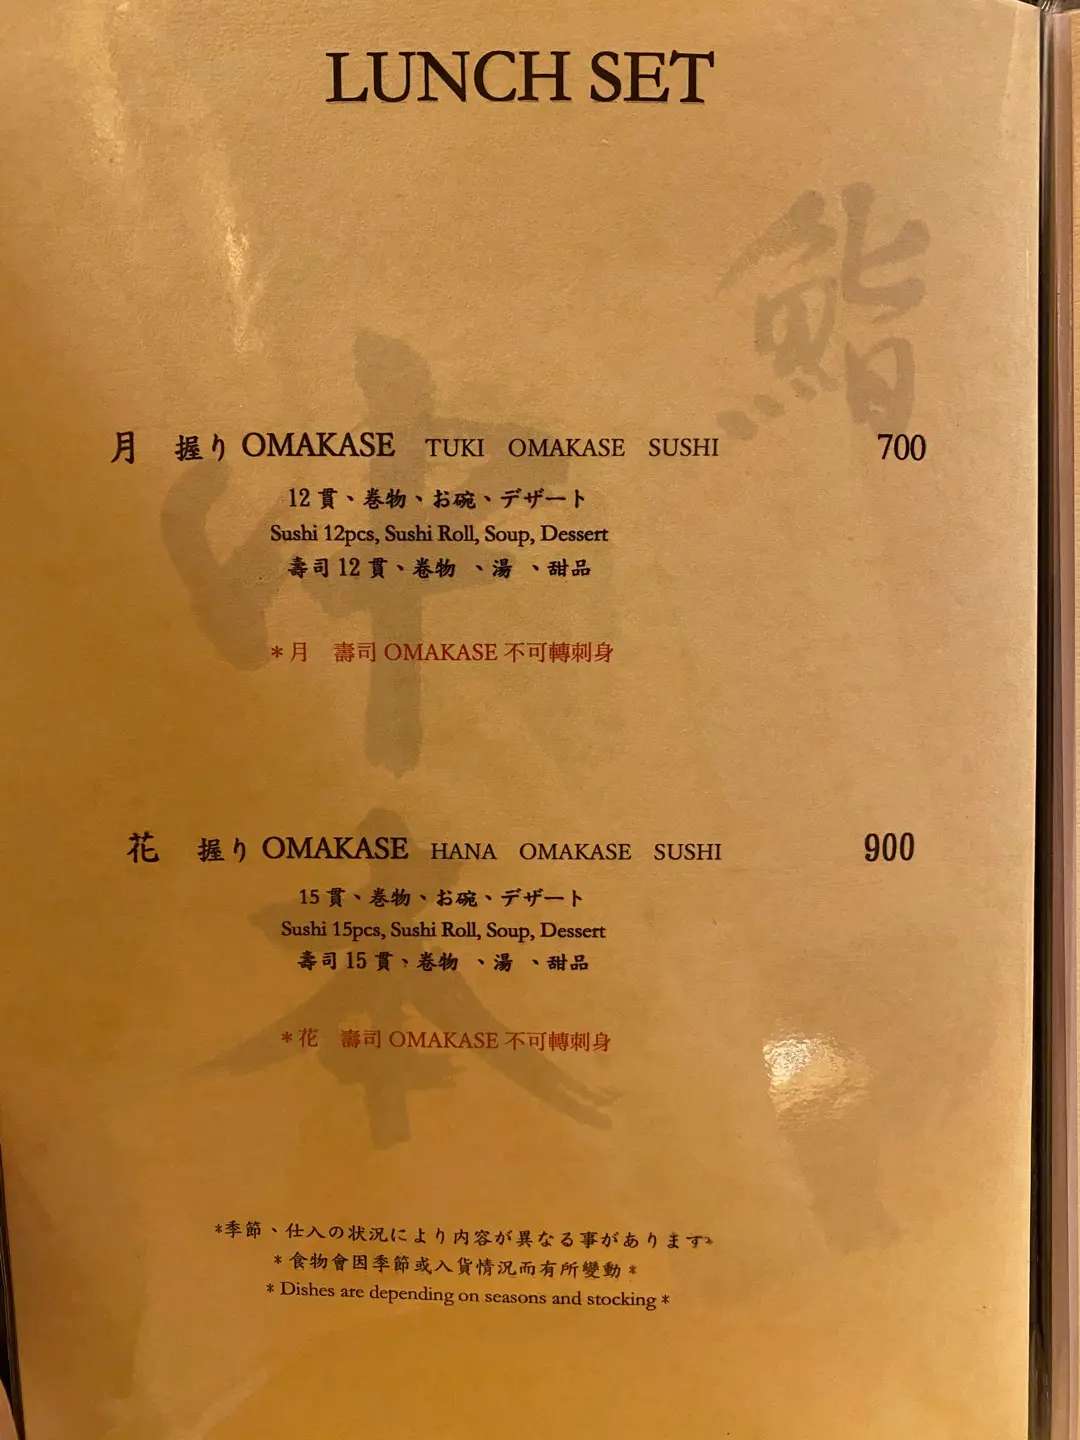 LUNCH SET
鮨
仲
本
月 握り OMAKASE TUKI OMAKASE SUSHI 700
12 貫、巻物、お碗、デザート
Sushi 12pcs, Sushi Roll, Soup, Dessert
壽司 12 貫、卷物 、湯 、甜品
*月 壽司 OMAKASE 不可轉刺身
花 握り OMAKASE HANA OMAKASE SUSHI 900
15 貫、巻物、お碗、デザート
Sushi 15pcs, Sushi Roll, Soup, Dessert
壽司 15 貫、卷物 、湯 、甜品
*花 壽司 OMAKASE 不可轉刺身
*季節、仕入の状況により内容が異なる事があります*
* 食物會因季節或入貨情況而有所變動 *
* Dishes are depending on seasons and stocking *